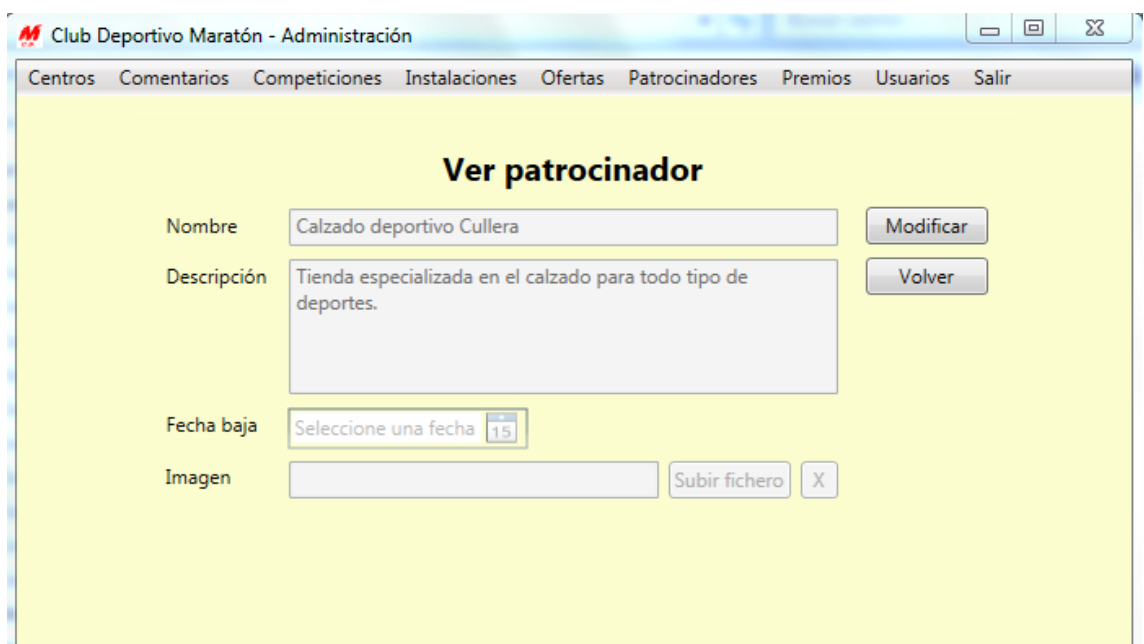 Club Deportivo Maratón - Administración
Centros Comentarios Competiciones Instalaciones Ofertas Patrocinadores Premios Usuarios Salir
Ver patrocinador
Nombre Calzado deportivo Cullera Modificar
Descripción Tienda especializada en el calzado para todo tipo de Volver
deportes.
Fecha baja Seleccione una fecha 15
Imagen Subir fichero X